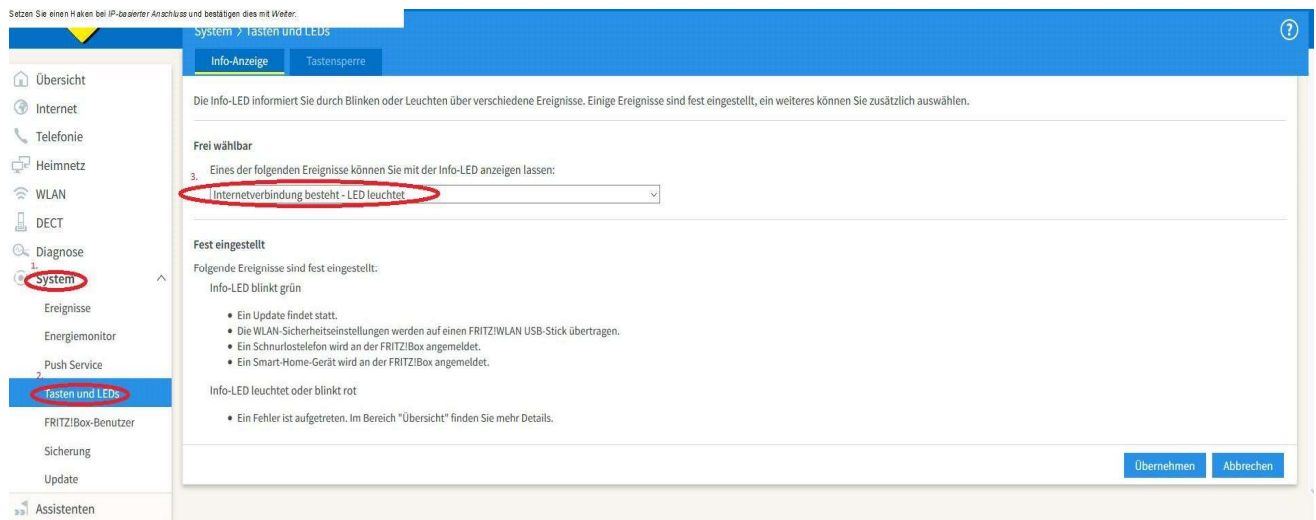 Setzen Sie einen Haken bei IP-basierter Anschluss und bestätigen dies mit Weiter.
System > Tasten und LEDs
?
Info-Anzeige
Tastensperre
Übersicht
Internet
Telefonie
Heimnetz
WLAN
DECT
Diagnose
1.
System
Ereignisse
Energiemonitor
Push Service
2.
Tasten und LEDs
FRITZ!Box-Benutzer
Sicherung
Update
Assistenten
Die Info-LED informiert Sie durch Blinken oder Leuchten über verschiedene Ereignisse. Einige Ereignisse sind fest eingestellt, ein weiteres können Sie zusätzlich auswählen.
Frei wählbar
Eines der folgenden Ereignisse können Sie mit der Info-LED anzeigen lassen:
3.
Internetverbindung besteht - LED leuchtet
Fest eingestellt
Folgende Ereignisse sind fest eingestellt.
Info-LED blinkt grün
• Ein Update findet statt.
• Die WLAN-Sicherheitseinstellungen werden auf einen FRITZ!WLAN USB-Stick übertragen.
• Ein Schnurlostelefon wird an der FRITZ!Box angemeldet.
• Ein Smart-Home-Gerät wird an der FRITZ!Box angemeldet.
Info-LED leuchtet oder blinkt rot
• Ein Fehler ist aufgetreten. Im Bereich "Übersicht" finden Sie mehr Details.
Übernehmen
Abbrechen